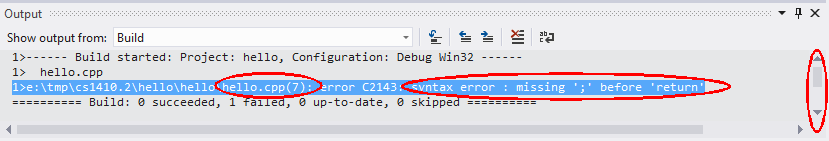 Output
Show output from: Build
1>------ Build started: Project: hello, Configuration: Debug Win32 ------
1>  hello.cpp
1>e:\tmp\cs1410.2\hello\hello\hello.cpp(7): error C2143: syntax error : missing ';' before 'return'
========== Build: 0 succeeded, 1 failed, 0 up-to-date, 0 skipped ==========